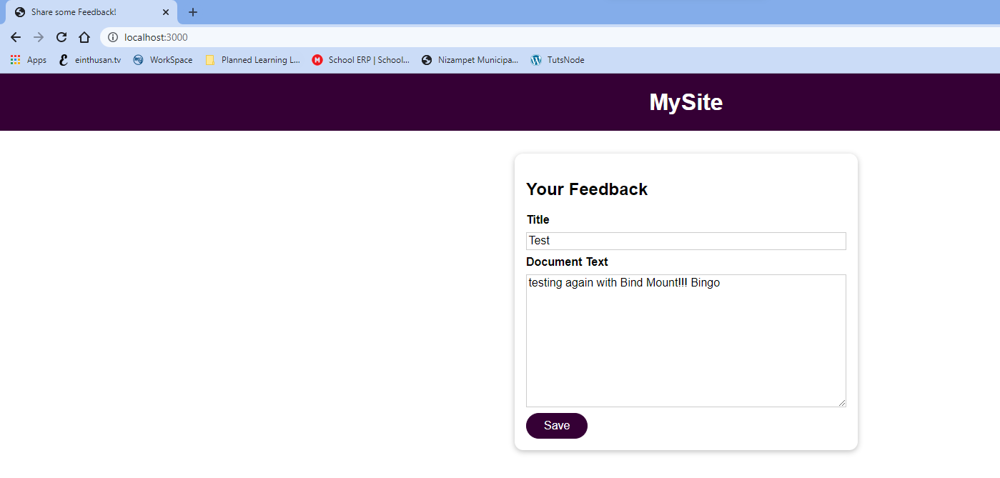 Share some Feedback!
localhost:3000
Apps einthusan.tv WorkSpace Planned Learning L... School ERP | School... Nizampet Municipa... TutsNode
MySite
Your Feedback
Title
Test
Document Text
testing again with Bind Mount!!! Bingo
Save